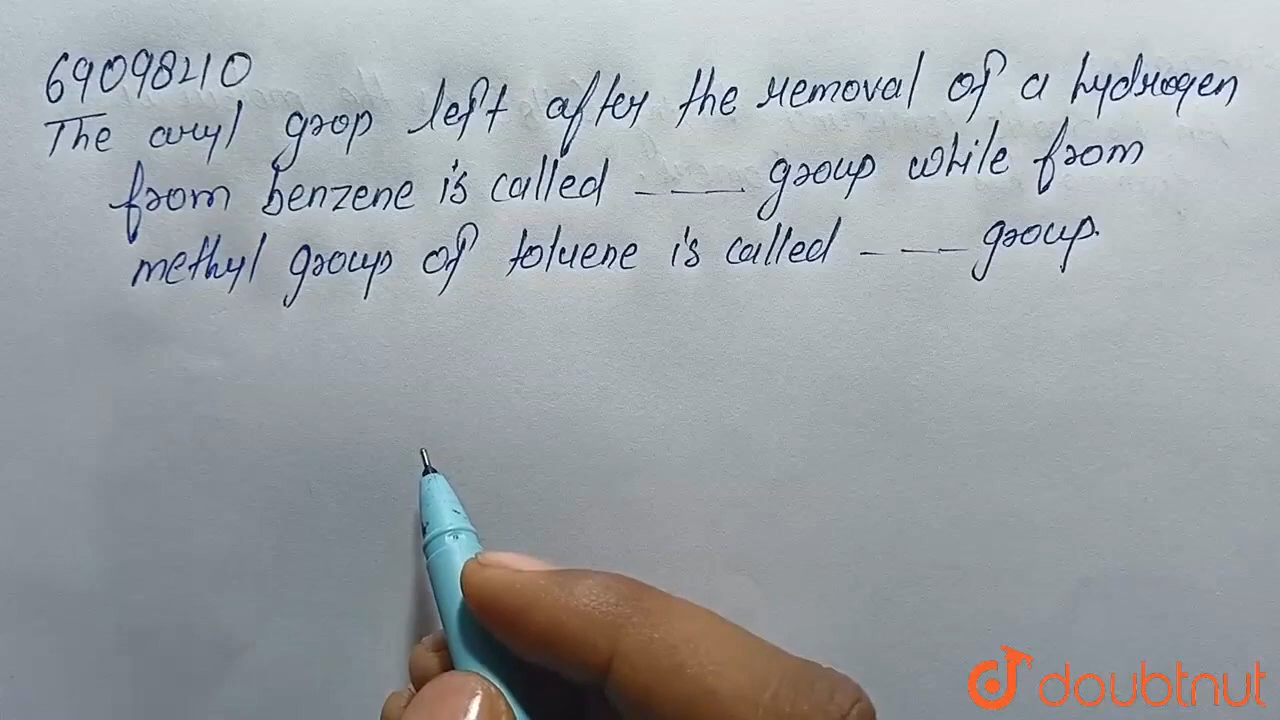 69098410
The aryl grop left after the removal of a hydrogen
from benzene is called ---- group while from
methyl group of toluene is called ---- group.
doubtnut